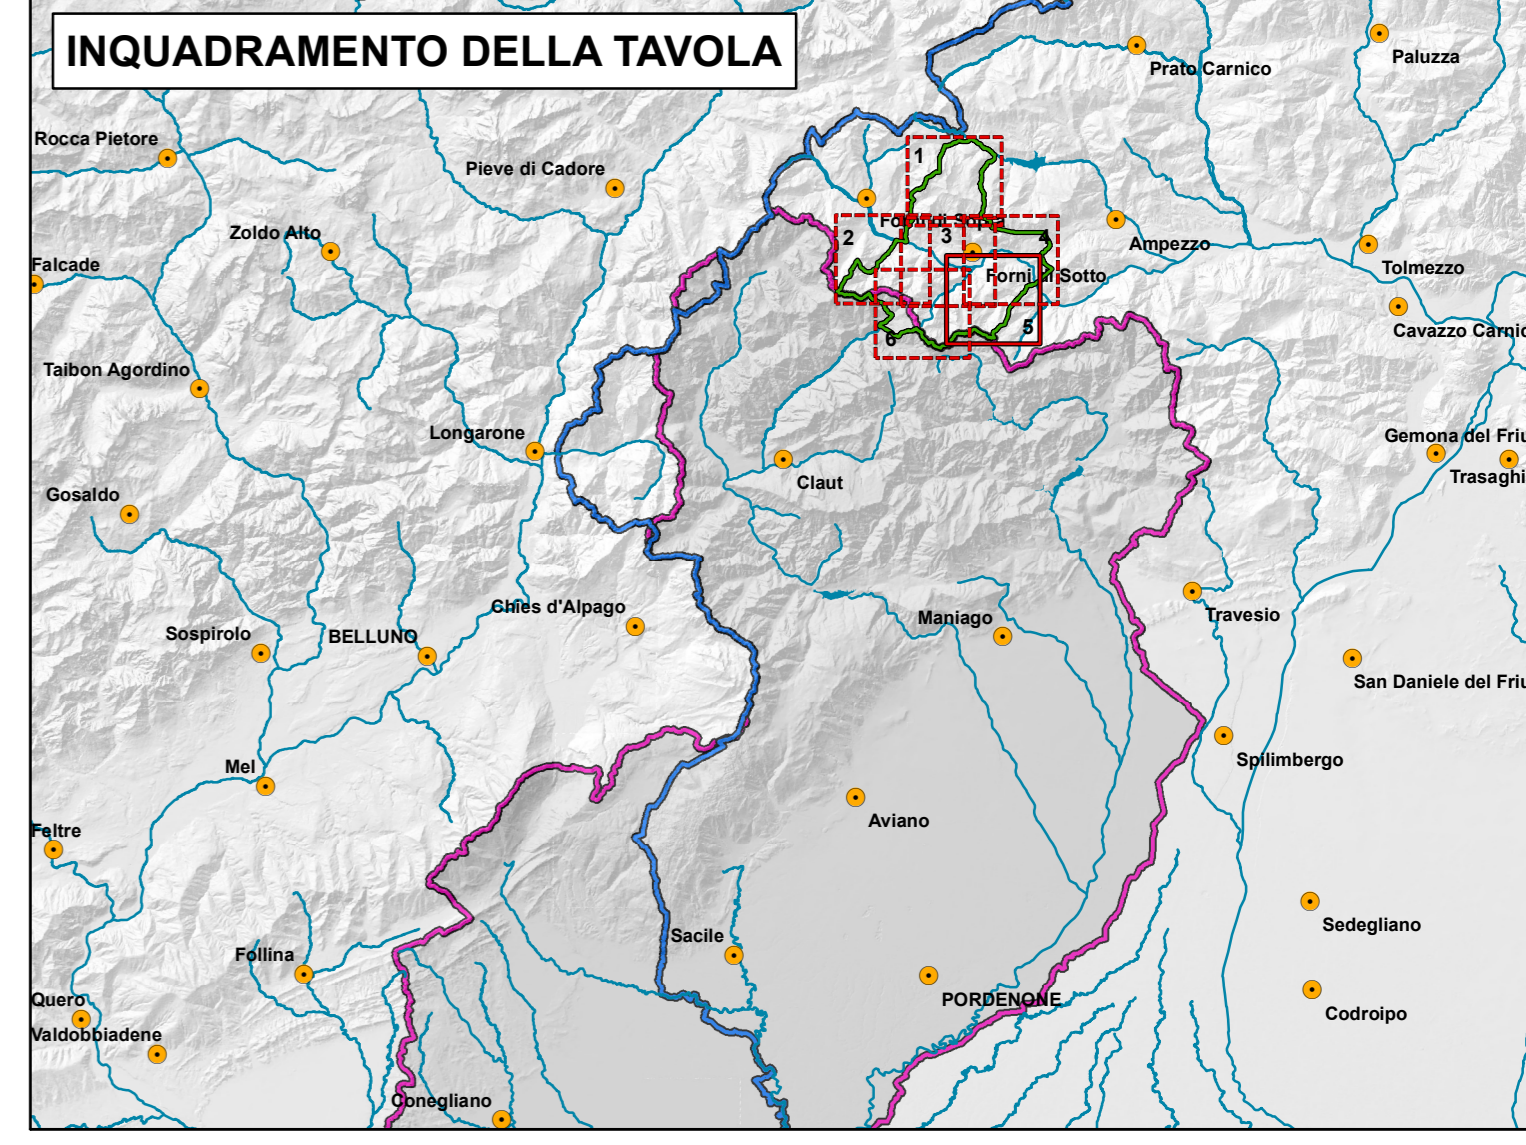 INQUADRAMENTO DELLA TAVOLA
Paluzza
Prato Carnico
Rocca Pietore
Pieve di Cadore
1
Forni di Sopra
Zoldo Alto
2
3
4
Ampezzo
Falcade
Tolmezzo
Forni di Sotto
Cavazzo Carnic
5
6
Taibon Agordino
Longarone
Gemona del Friu
Trasaghi
Claut
Gosaldo
Chies d'Alpago
Travesio
Maniago
Sospirolo
BELLUNO
San Daniele del Friu
Spilimbergo
Mel
Aviano
Feltre
Sedegliano
Sacile
Follina
PORDENONE
Quero
Codroipo
Valdobbiadene
Conegliano